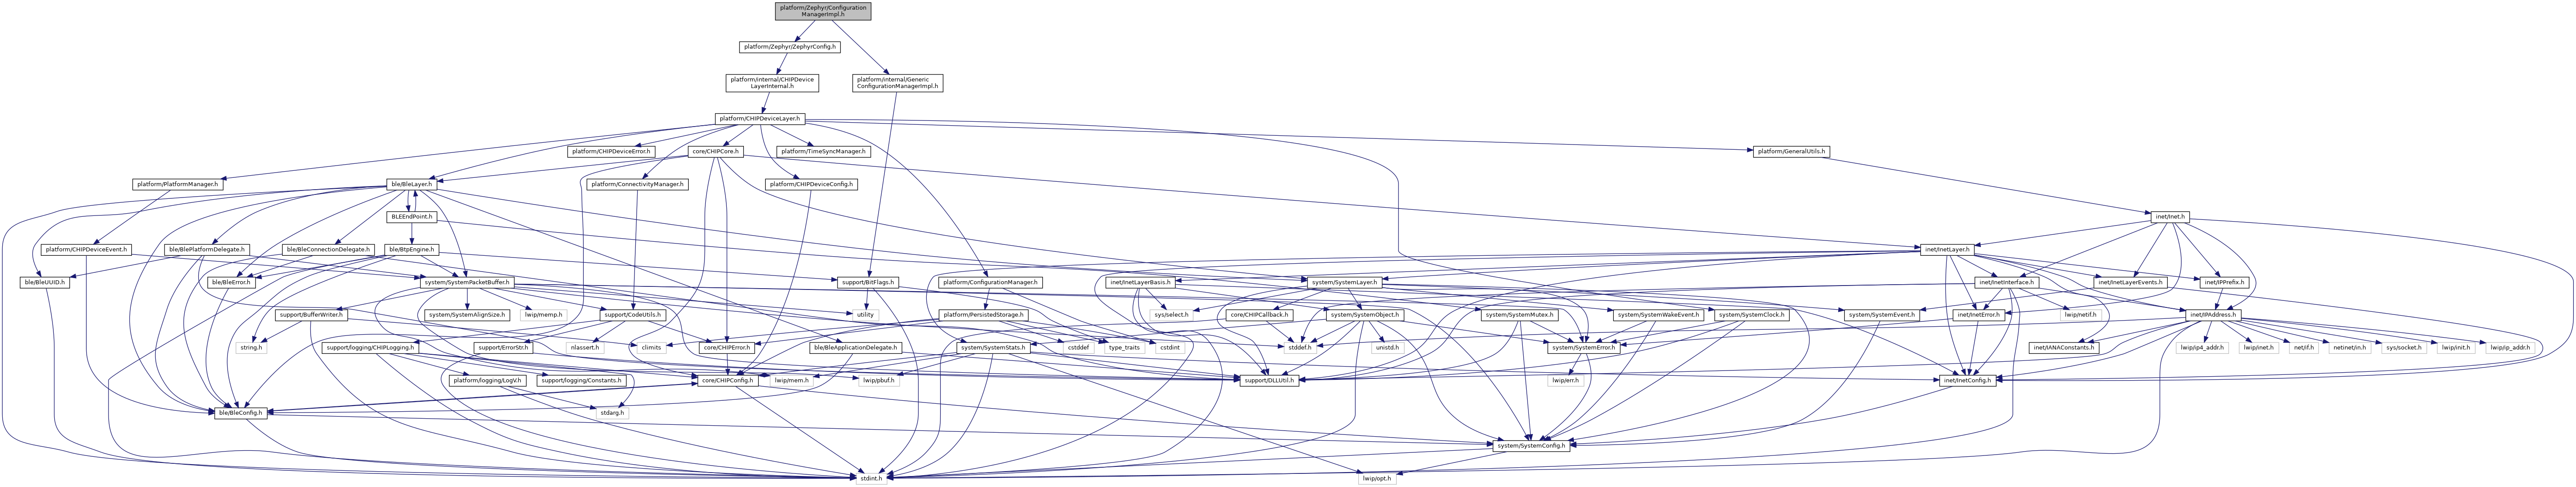 platform/Zephyr/Configuration
ManagerImpl.h
platform/Zephyr/ZephyrConfig.h
platform/internal/CHIPDevice
LayerInternal.h
platform/internal/Generic
ConfigurationManagerImpl.h
platform/CHIPDeviceLayer.h
platform/CHIPDeviceError.h
core/CHIPCore.h
platform/TimeSyncManager.h
platform/GeneralUtils.h
platform/PlatformManager.h
ble/BleLayer.h
platform/ConnectivityManager.h
platform/CHIPDeviceConfig.h
BLEEndPoint.h
inet/Inet.h
platform/CHIPDeviceEvent.h
ble/BlePlatformDelegate.h
ble/BleConnectionDelegate.h
ble/BtpEngine.h
inet/InetLayer.h
ble/BleUUID.h
ble/BleError.h
system/SystemPacketBuffer.h
support/BitFlags.h
platform/ConfigurationManager.h
inet/InetLayerBasis.h
system/SystemLayer.h
inet/InetInterface.h
inet/InetLayerEvents.h
inet/IPPrefix.h
support/BufferWriter.h
system/SystemAlignSize.h
lwip/memp.h
support/CodeUtils.h
utility
platform/PersistedStorage.h
sys/select.h
core/CHIPCallback.h
system/SystemObject.h
system/SystemMutex.h
system/SystemWakeEvent.h
system/SystemClock.h
system/SystemEvent.h
inet/InetError.h
lwip/netif.h
inet/IPAddress.h
string.h
support/logging/CHIPLogging.h
support/ErrorStr.h
nlassert.h
climits
core/CHIPError.h
ble/BleApplicationDelegate.h
system/SystemStats.h
cstddef
type_traits
cstdint
stddef.h
unistd.h
system/SystemError.h
inet/IANAConstants.h
lwip/ip4_addr.h
lwip/inet.h
net/if.h
netinet/in.h
sys/socket.h
lwip/init.h
lwip/ip_addr.h
platform/logging/LogV.h
support/logging/Constants.h
core/CHIPConfig.h
lwip/mem.h
lwip/pbuf.h
support/DLLUtil.h
lwip/err.h
inet/InetConfig.h
ble/BleConfig.h
stdarg.h
system/SystemConfig.h
stdint.h
lwip/opt.h